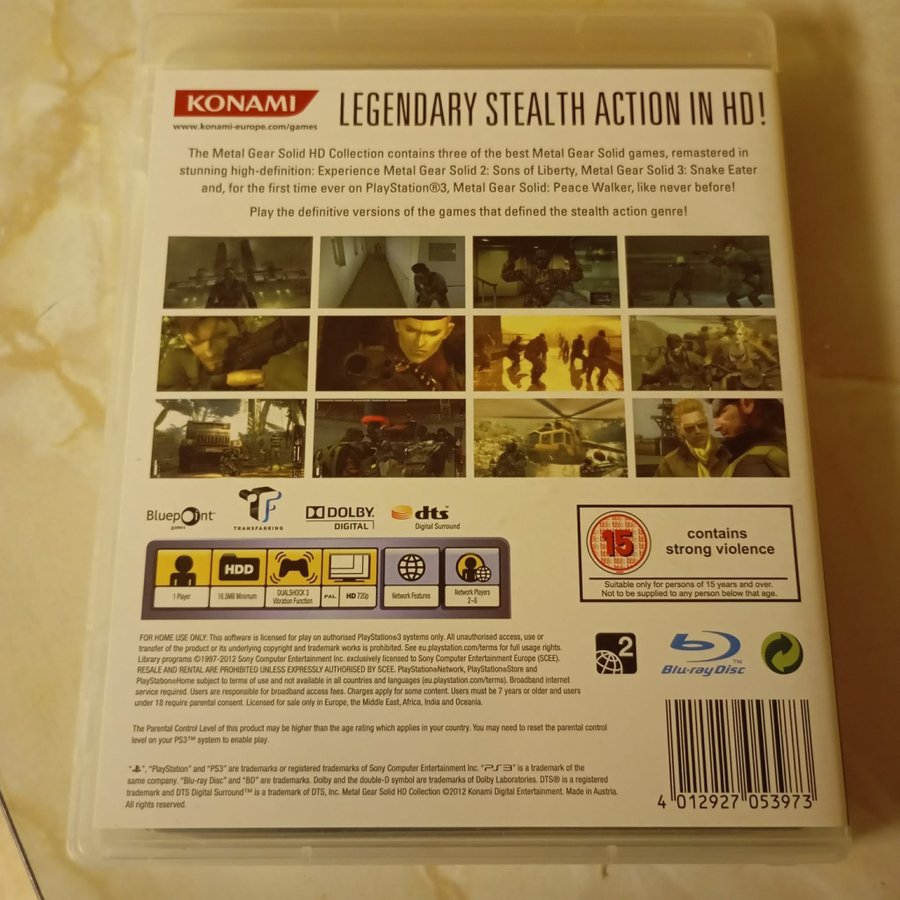 KONAMI
www.konami-europe.com/games
LEGENDARY STEALTH ACTION IN HD!
The Metal Gear Solid HD Collection contains three of the best Metal Gear Solid games, remastered in
stunning high-definition: Experience Metal Gear Solid 2: Sons of Liberty, Metal Gear Solid 3: Snake Eater
and, for the first time ever on PlayStation®3, Metal Gear Solid: Peace Walker, like never before!
Play the definitive versions of the games that defined the stealth action genre!
Bluepoint
games
TRANSFARRING
DOLBY
DIGITAL
dts
Digital Surround
15
contains
strong violence
Suitable only for persons of 15 years and over.
Not to be supplied to any person below that age.
1 Player
HDD
16.5MB Minimum
DUALSHOCK 3
Vibration Function
PAL
HD 720p
Network Features
Network Players
2-6
FOR HOME USE ONLY: This software is licensed for play on authorised PlayStation®3 systems only. All unauthorised access, use or
transfer of the product or its underlying copyright and trademark works is prohibited. See eu.playstation.com/terms for full usage rights.
Library programs ©1997-2012 Sony Computer Entertainment Inc. exclusively licensed to Sony Computer Entertainment Europe (SCEE).
RESALE AND RENTAL ARE PROHIBITED UNLESS EXPRESSLY AUTHORISED BY SCEE. PlayStation®Network, PlayStation®Store and
PlayStation®Home subject to terms of use and not available in all countries and languages (eu.playstation.com/terms). Broadband internet
service required. Users are responsible for broadband access fees. Charges apply for some content. Users must be 7 years or older and users
under 18 require parental consent. Licensed for sale only in Europe, the Middle East, Africa, India and Oceania.
2
Blu-ray Disc™
The Parental Control Level of this product may be higher than the age rating which applies in your country. You may need to reset the parental control
level on your PS3™ system to enable play.
" ", "PlayStation" and "PS3" are trademarks or registered trademarks of Sony Computer Entertainment Inc. "PS3" is a trademark of the
same company. "Blu-ray Disc" and "BD" are trademarks. Dolby and the double-D symbol are trademarks of Dolby Laboratories. DTS® is a registered
trademark and DTS Digital Surround™ is a trademark of DTS, Inc. Metal Gear Solid HD Collection ©2012 Konami Digital Entertainment. Made in Austria.
All rights reserved.
4 012927 053973